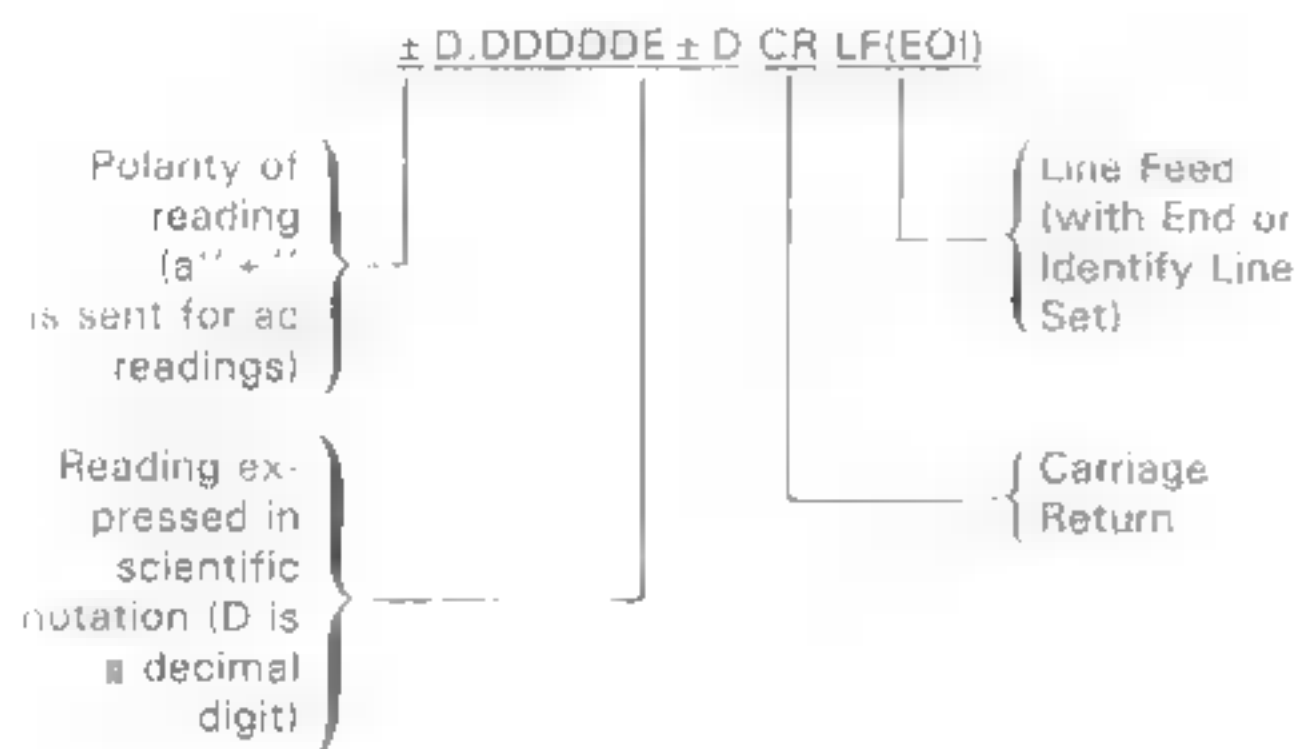 ± D.DDDDDE ± D CR LF(EOI)
Polarity of
reading
(a'' + ''
is sent for ac
readings)
Line Feed
(with End or
Identify Line
Set)
Reading ex-
pressed in
scientific
notation (D is
a decimal
digit)
Carriage
Return